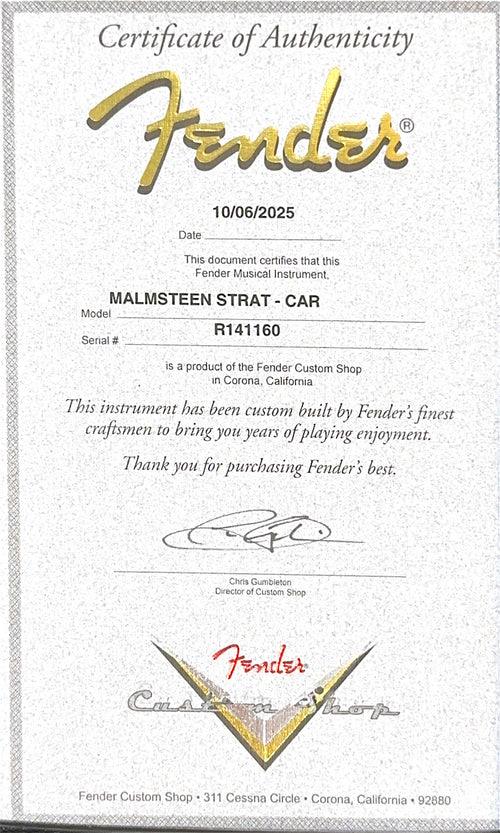 Certificate of Authenticity
Fender®
10/06/2025
Date
This document certifies that this
Fender Musical Instrument,
MALMSTEEN STRAT - CAR
Model
R141160
Serial #
is a product of the Fender Custom Shop
in Corona, California
This instrument has been custom built by Fender's finest
craftsmen to bring you years of playing enjoyment.
Thank you for purchasing Fender's best.
Chris Gumbleton
Director of Custom Shop
Fender
Custom Shop
Fender Custom Shop • 311 Cessna Circle • Corona, California • 92880